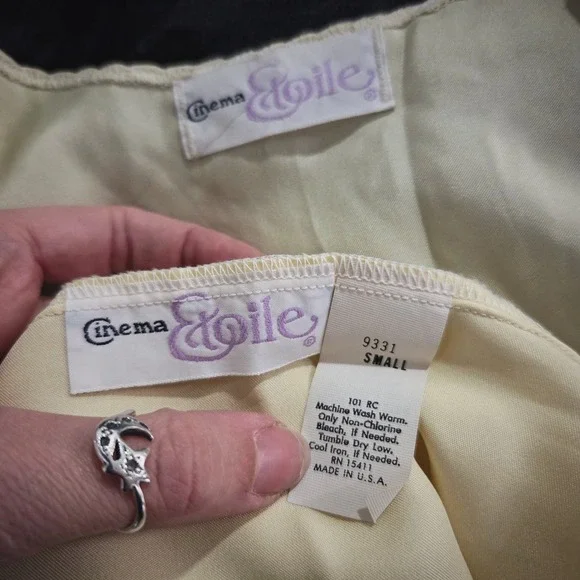 Cinema Etoile®
Cinema Etoile®
9331
SMALL
101 RC
Machine Wash Warm.
Only Non-Chlorine
Bleach, If Needed.
Tumble Dry Low.
Cool Iron, If Needed.
RN 15411
MADE IN U.S.A.